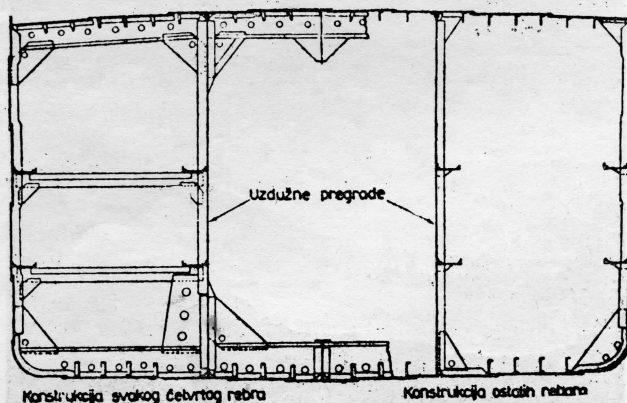 Uzdužne pregrade
Konstrukcija svakog četvrtog rebra
Konstrukcija ostalih rebara